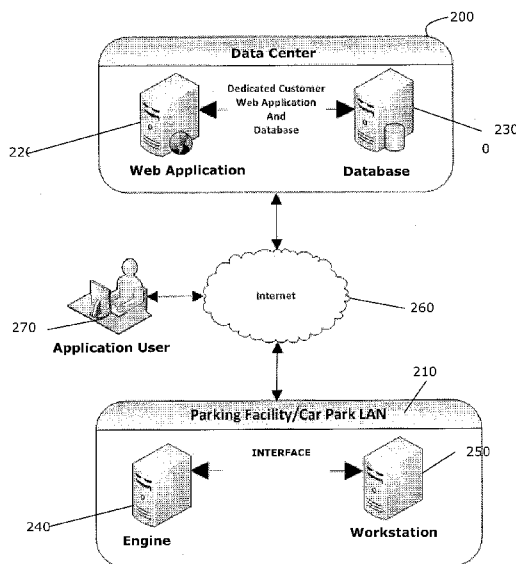 200
Data Center
Dedicated Customer
Web Application
And
Database
220
230
0
Web Application
Database
Internet
260
270
Application User
210
Parking Facility/Car Park LAN
INTERFACE
250
240
Engine
Workstation